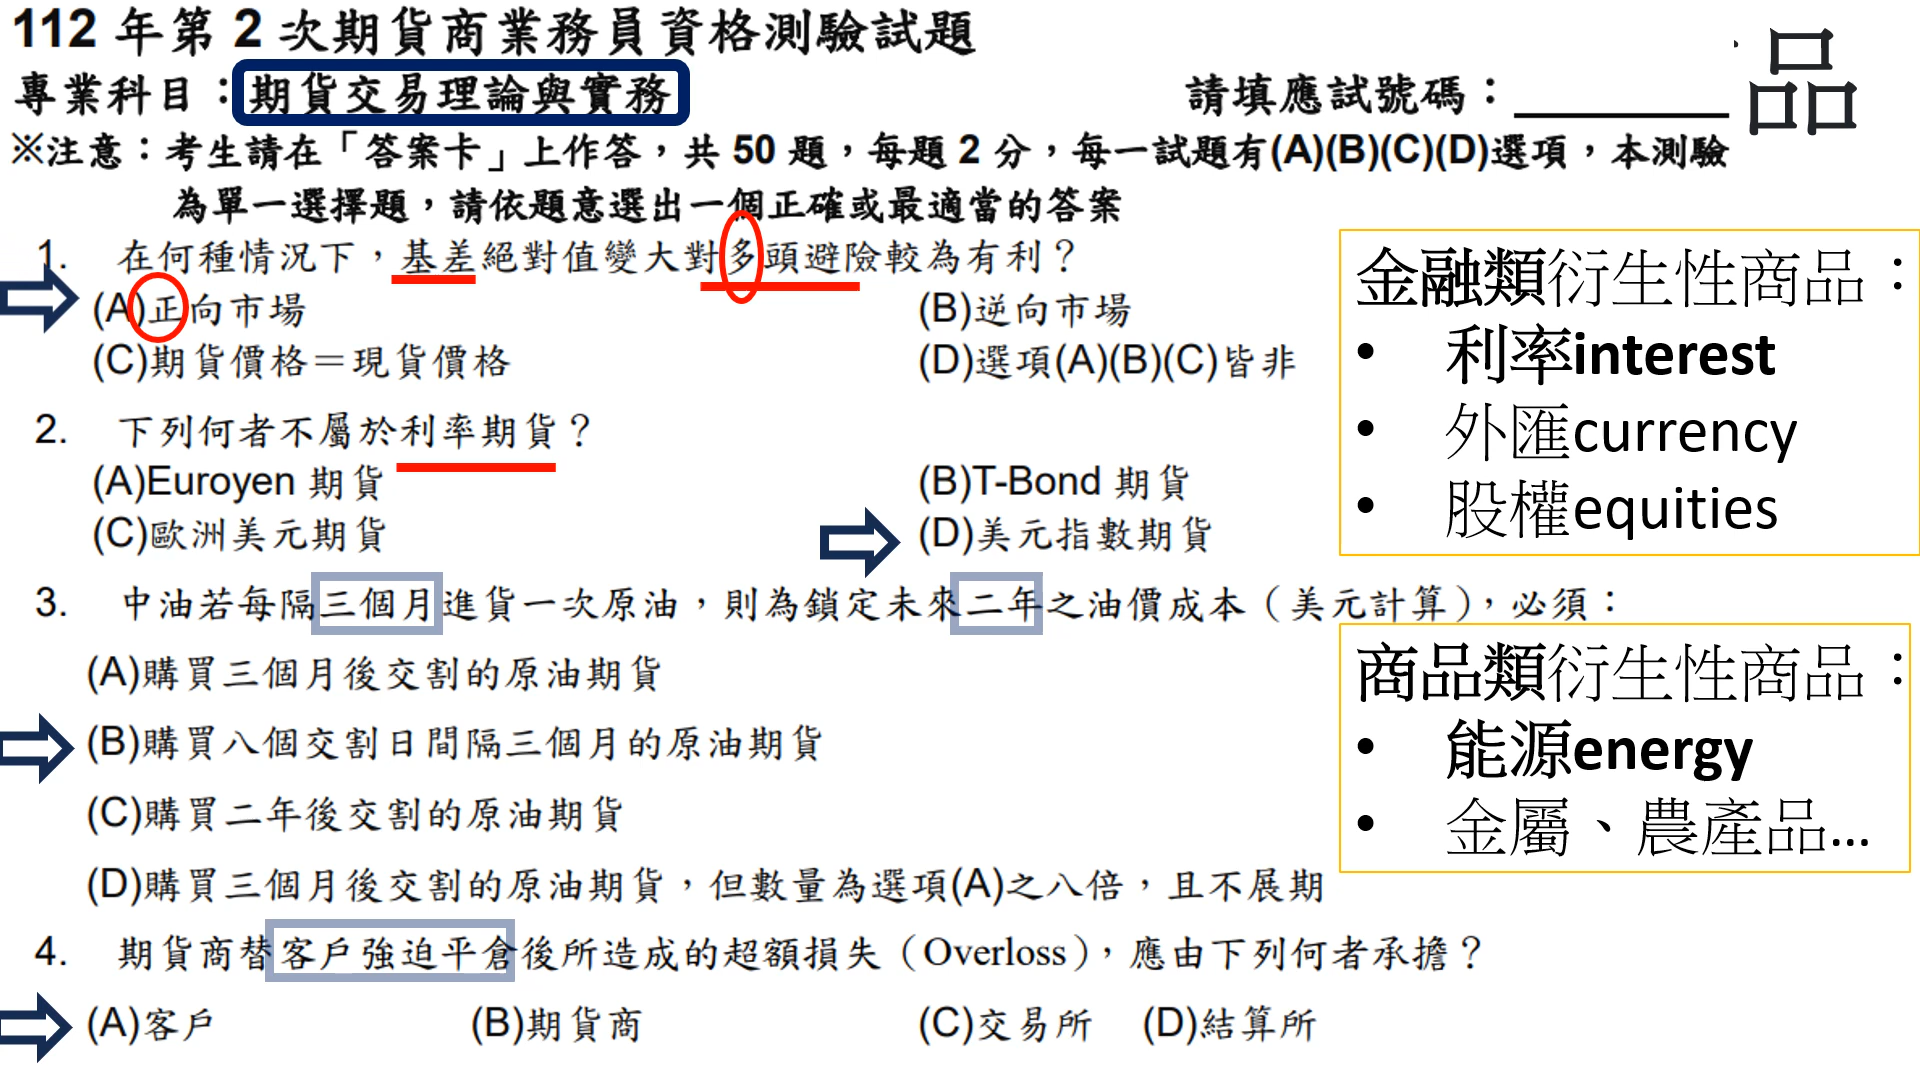 112 年第 2 次期貨商業務員資格測驗試題
專業科目：期貨交易理論與實務
請填應試號碼：________
品
※注意：考生請在「答案卡」上作答，共 50 題，每題 2 分，每一試題有(A)(B)(C)(D)選項，本測驗
為單一選擇題，請依題意選出一個正確或最適當的答案
1. 在何種情況下，基差絕對值變大對多頭避險較為有利？
(A)正向市場 (B)逆向市場
(C)期貨價格＝現貨價格 (D)選項(A)(B)(C)皆非
2. 下列何者不屬於利率期貨？
(A)Euroyen 期貨 (B)T-Bond 期貨
(C)歐洲美元期貨 (D)美元指數期貨
3. 中油若每隔三個月進貨一次原油，則為鎖定未來二年之油價成本（美元計算），必須：
(A)購買三個月後交割的原油期貨
(B)購買八個交割日間隔三個月的原油期貨
(C)購買二年後交割的原油期貨
(D)購買三個月後交割的原油期貨，但數量為選項(A)之八倍，且不展期
4. 期貨商替客戶強迫平倉後所造成的超額損失（Overloss），應由下列何者承擔？
(A)客戶 (B)期貨商 (C)交易所 (D)結算所
金融類衍生性商品：
• 利率interest
• 外匯currency
• 股權equities
商品類衍生性商品：
• 能源energy
• 金屬、農產品...